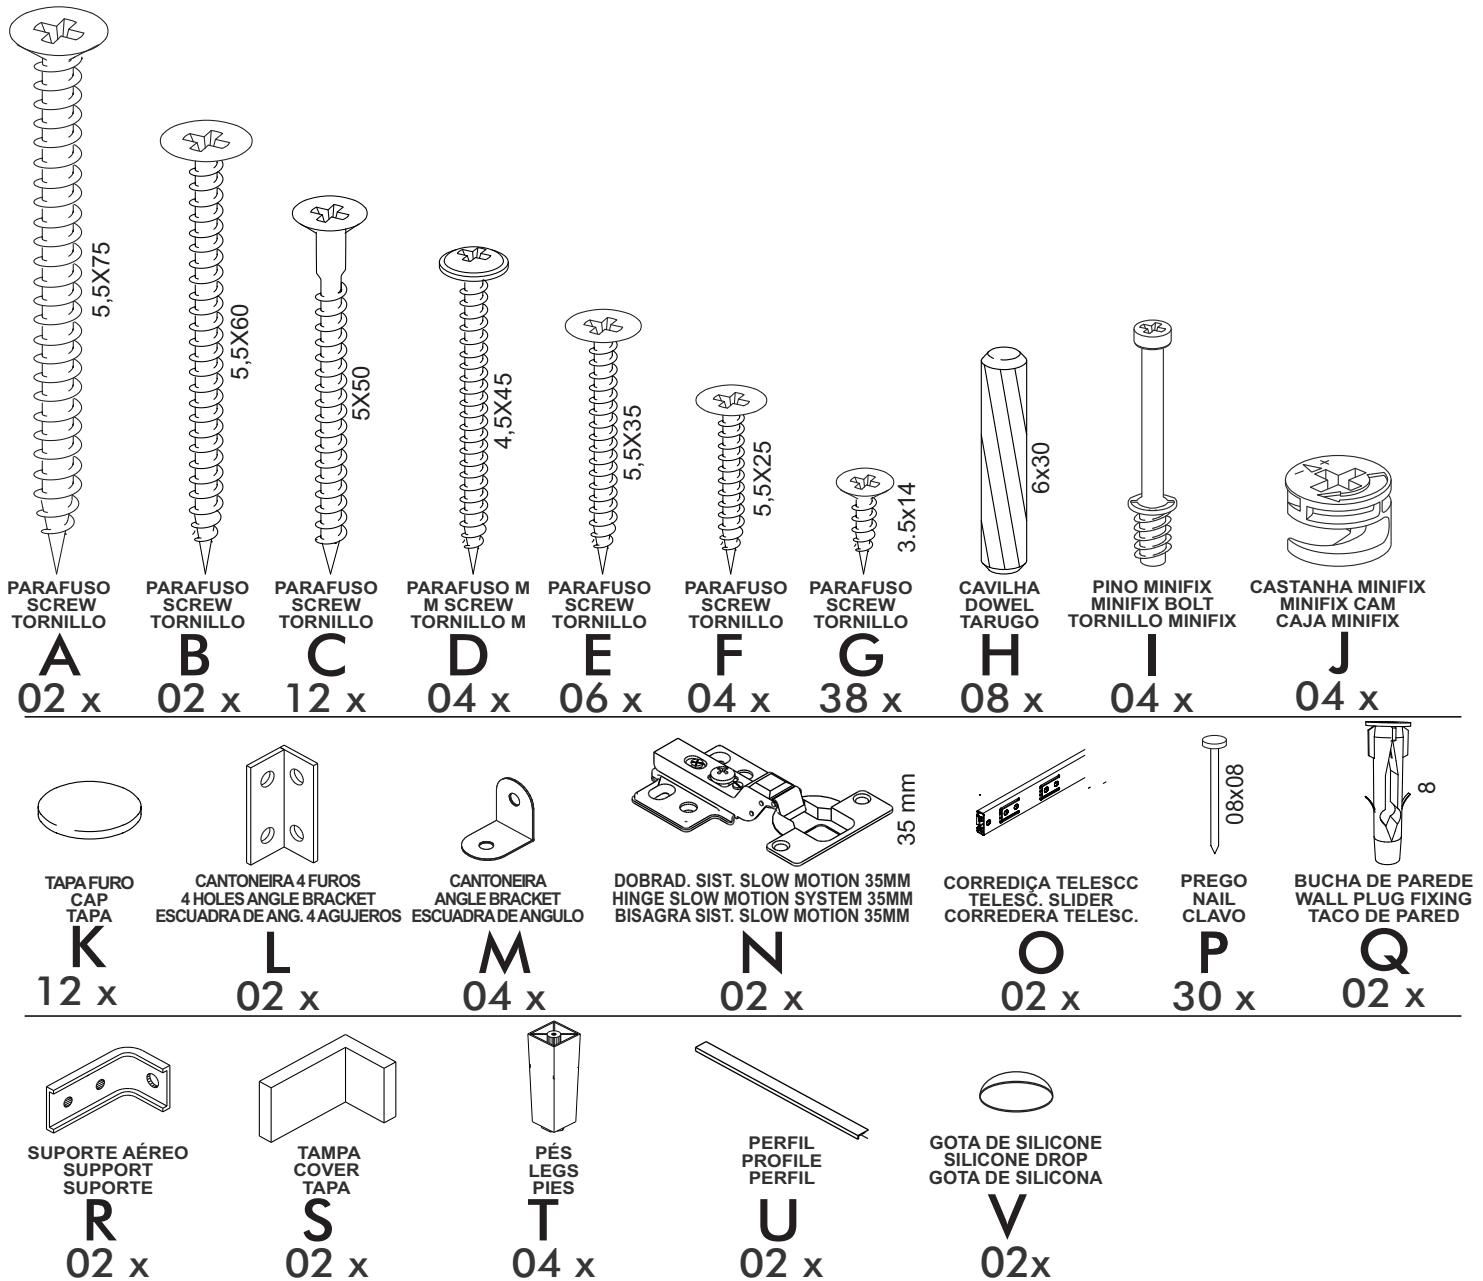 5,5X75
5,5X60
5X50
4,5X45
5,5X35
5,5X25
3.5x14
6x30
PARAFUSO
SCREW
TORNILLO
A
02 x
PARAFUSO
SCREW
TORNILLO
B
02 x
PARAFUSO
SCREW
TORNILLO
C
12 x
PARAFUSO M
M SCREW
TORNILLO M
D
04 x
PARAFUSO
SCREW
TORNILLO
E
06 x
PARAFUSO
SCREW
TORNILLO
F
04 x
PARAFUSO
SCREW
TORNILLO
G
38 x
CAVILHA
DOWEL
TARUGO
H
08 x
PINO MINIFIX
MINIFIX BOLT
TORNILLO MINIFIX
I
04 x
CASTANHA MINIFIX
MINIFIX CAM
CAJA MINIFIX
J
04 x
TAPA FURO
CAP
TAPA
K
12 x
CANTONEIRA 4 FUROS
4 HOLES ANGLE BRACKET
ESCUADRA DE ANG. 4 AGUJEROS
L
02 x
CANTONEIRA
ANGLE BRACKET
ESCUADRA DE ANGULO
M
04 x
35 mm
DOBRAD. SIST. SLOW MOTION 35MM
HINGE SLOW MOTION SYSTEM 35MM
BISAGRA SIST. SLOW MOTION 35MM
N
02 x
CORREDIÇA TELESCC
TELESC. SLIDER
CORREDERA TELESC.
O
02 x
08x08
PREGO
NAIL
CLAVO
P
30 x
8
BUCHA DE PAREDE
WALL PLUG FIXING
TACO DE PARED
Q
02 x
SUPORTE AÉREO
SUPPORT
SUPORTE
R
02 x
TAMPA
COVER
TAPA
S
02 x
PÉS
LEGS
PIES
T
04 x
PERFIL
PROFILE
PERFIL
U
02 x
GOTA DE SILICONE
SILICONE DROP
GOTA DE SILICONA
V
02x